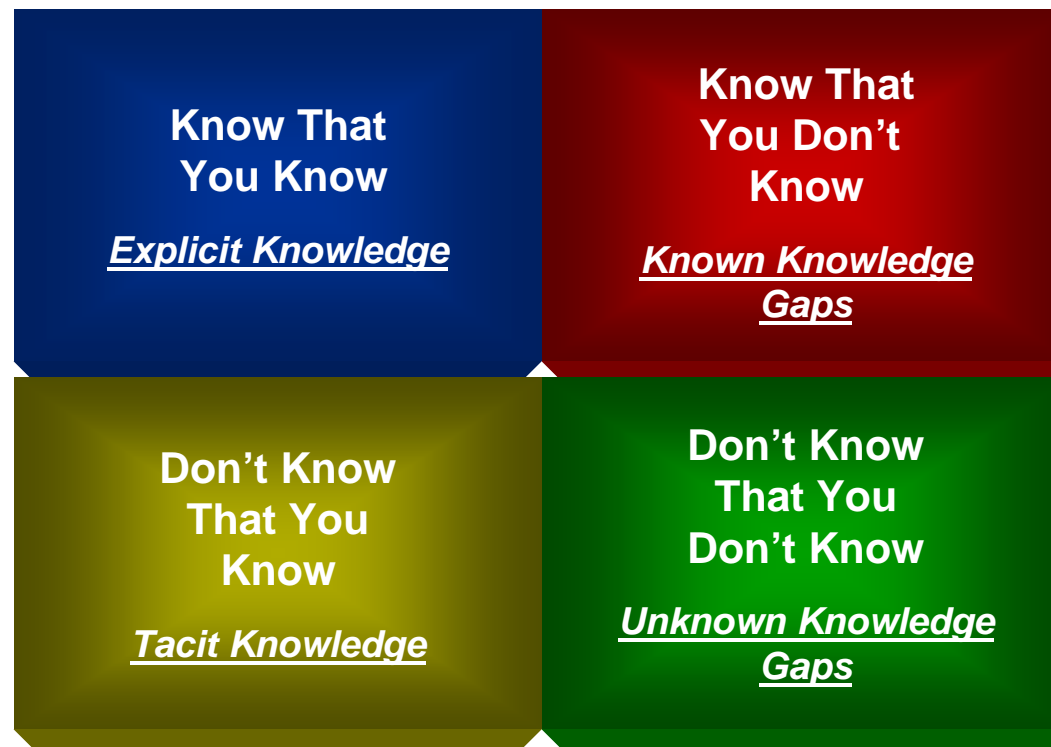 Know That
You Know
Explicit Knowledge
Know That
You Don’t
Know
Known Knowledge
Gaps
Don’t Know
That You
Know
Tacit Knowledge
Don’t Know
That You
Don’t Know
Unknown Knowledge
Gaps